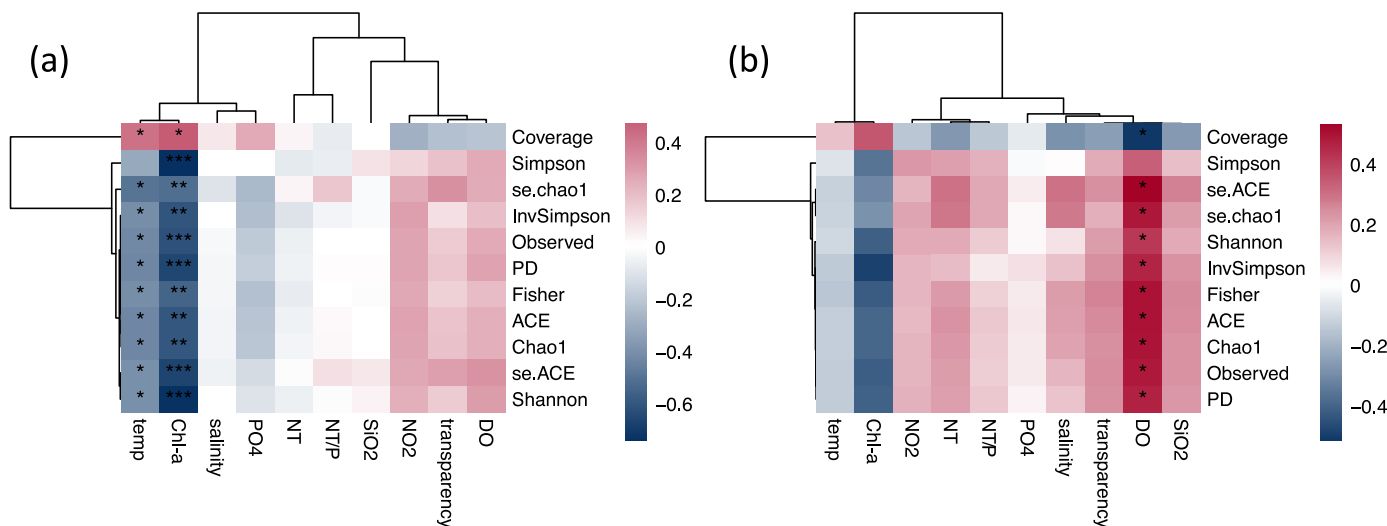 (a)
* * Coverage
*** Simpson
* ** se.chao1
* ** InvSimpson
* *** Observed
* *** PD
* ** Fisher
* ** ACE
* ** Chao1
* *** se.ACE
* *** Shannon
temp
Chl-a
salinity
PO4
NT
NT/P
SiO2
NO2
transparency
DO
0.4
0.2
0
−0.2
−0.4
−0.6
(b)
* Coverage
Simpson
* se.ACE
* se.chao1
* Shannon
* InvSimpson
* Fisher
* ACE
* Chao1
* Observed
* PD
temp
Chl-a
NO2
NT
NT/P
PO4
salinity
transparency
DO
SiO2
0.4
0.2
0
−0.2
−0.4